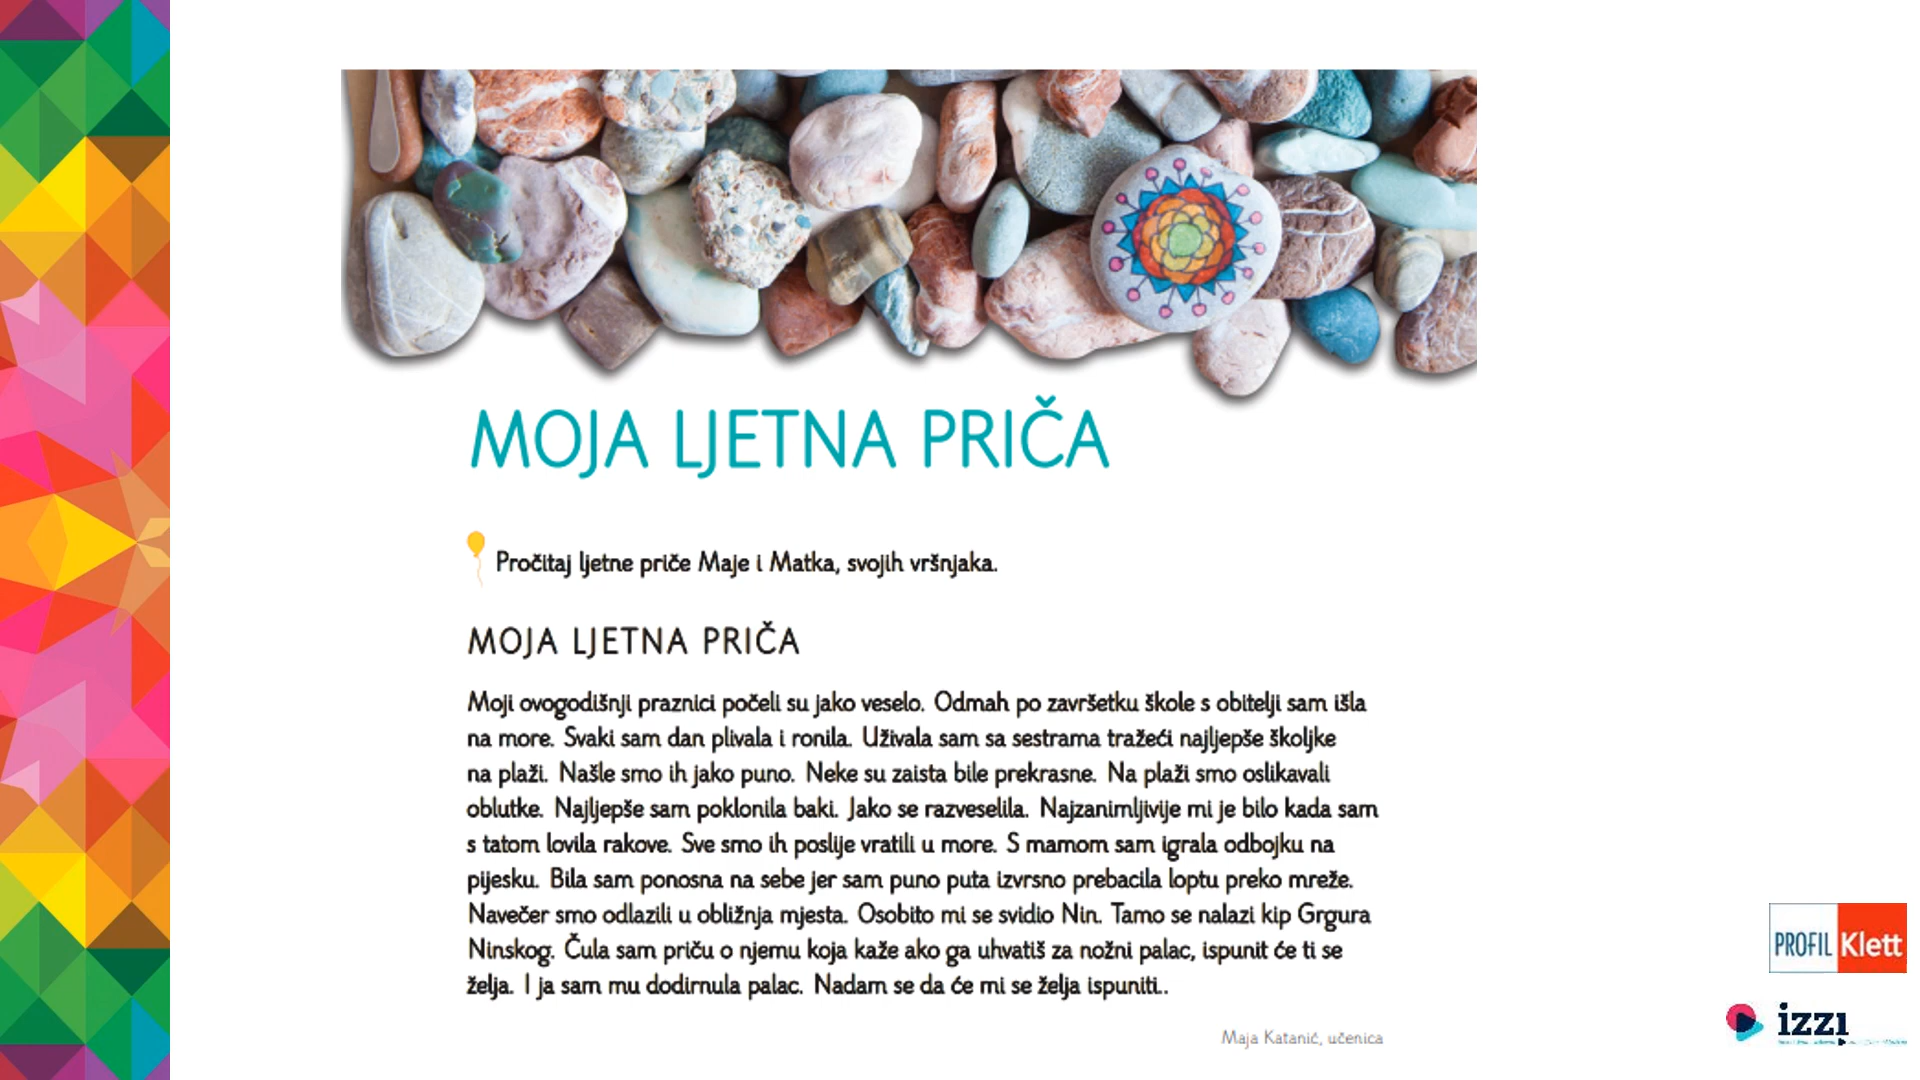 MOJA LJETNA PRIČA
Pročitaj ljetne priče Maje i Matka, svojih vršnjaka.
MOJA LJETNA PRIČA
Moji ovogodišnji praznici počeli su jako veselo. Odmah po završetku škole s obitelji sam išla
na more. Svaki sam dan plivala i ronila. Uživala sam sa sestrama tražeći najljepše školjke
na plaži. Našle smo ih jako puno. Neke su zaista bile prekrasne. Na plaži smo oslikavali
oblutke. Najljepše sam poklonila baki. Jako se razveselila. Najzanimljivije mi je bilo kada sam
s tatom lovila rakove. Sve smo ih poslije vratili u more. S mamom sam igrala odbojku na
pijesku. Bila sam ponosna na sebe jer sam puno puta izvrsno prebacila loptu preko mreže.
Navečer smo odlazili u obližnja mjesta. Osobito mi se svidio Nin. Tamo se nalazi kip Grgura
Ninskog. Čula sam priču o njemu koja kaže ako ga uhvatiš za nožni palac, ispunit će ti se
želja. I ja sam mu dodirnula palac. Nadam se da će mi se želja ispuniti..
Maja Katanić, učenica
PROFIL Klett
izzi